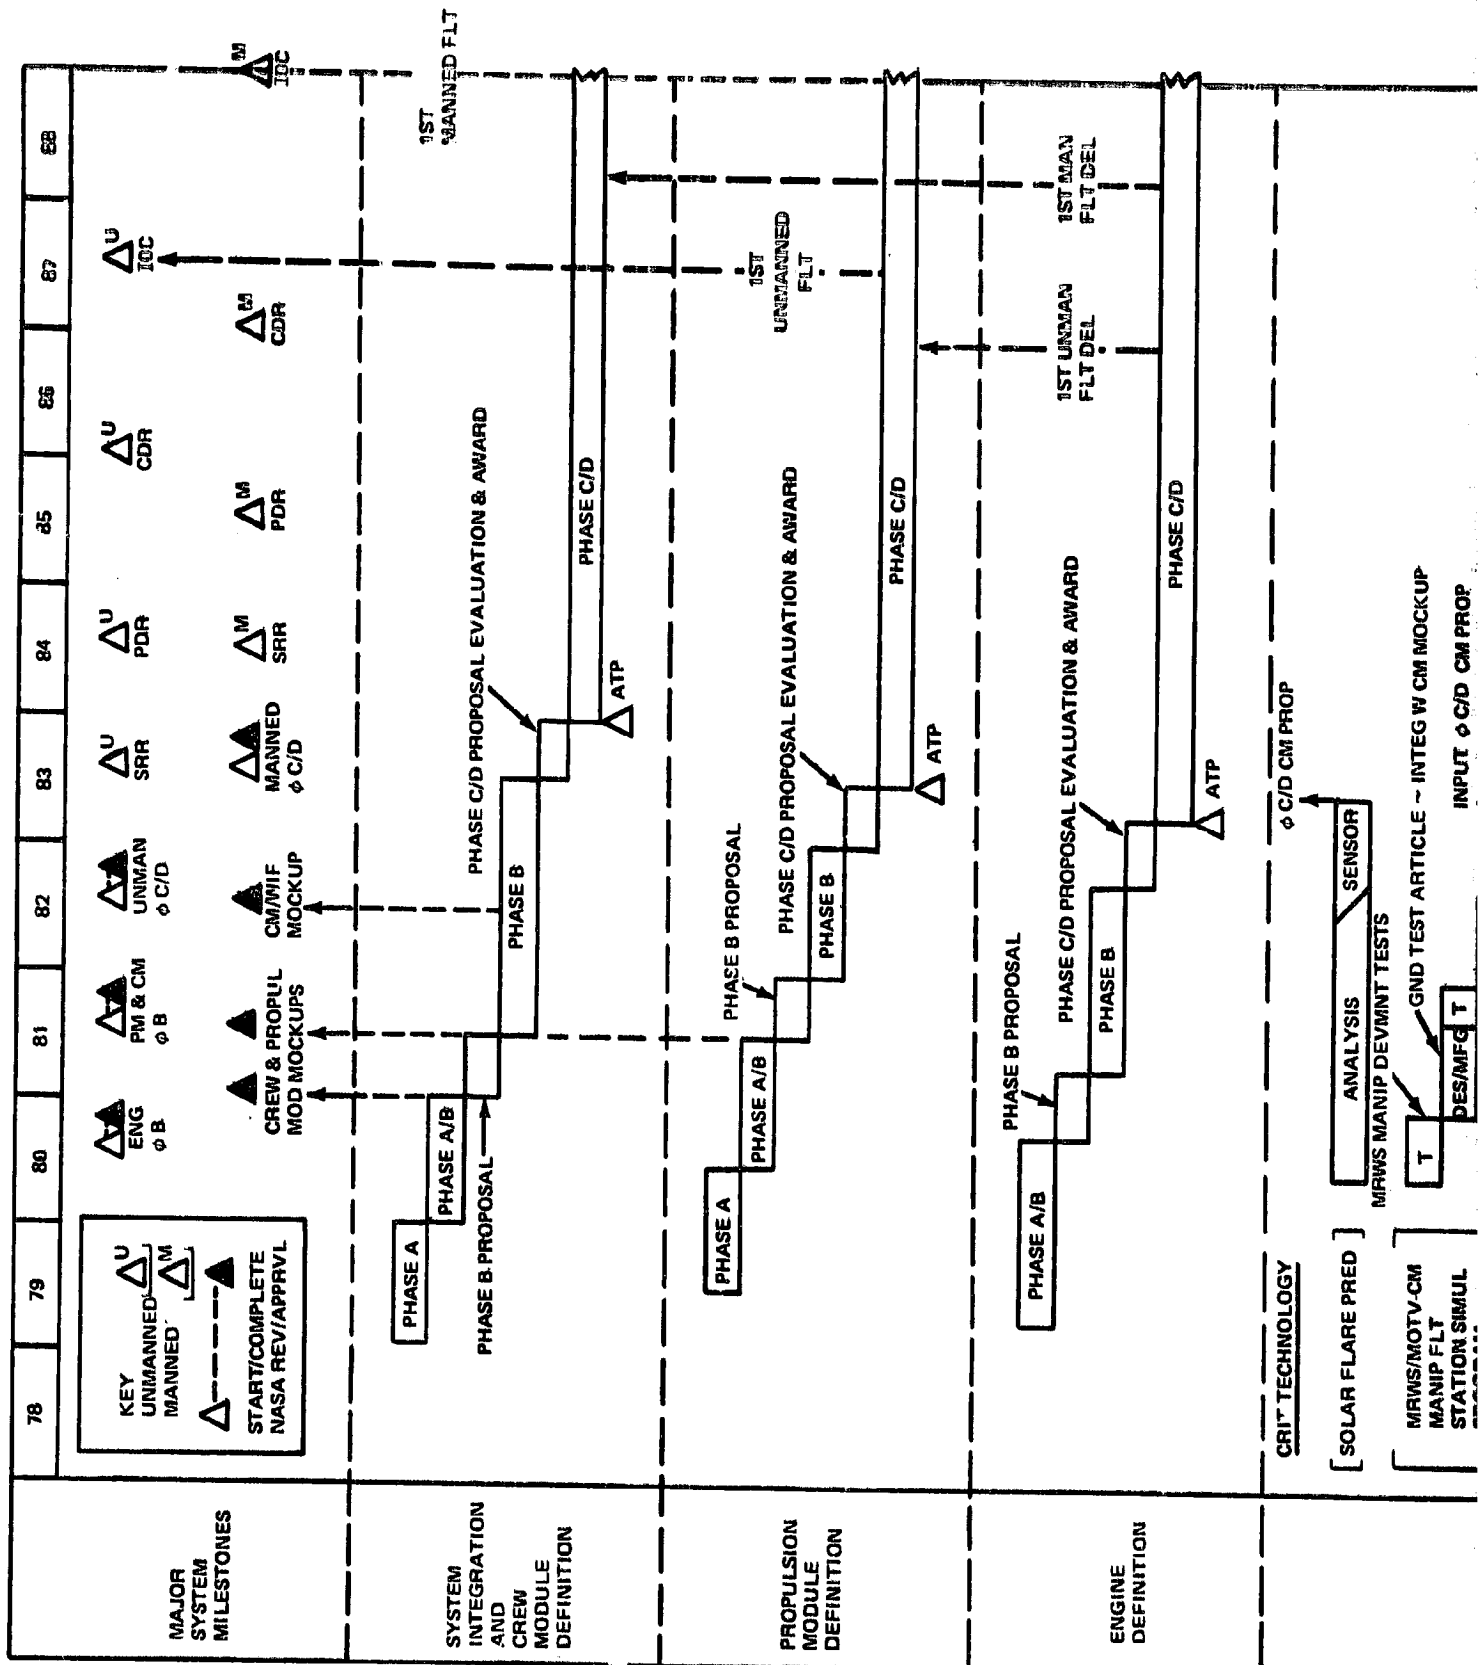 78 79 80 81 82 83 84 85 86 87 88
MAJOR
SYSTEM
MILESTONES
KEY
UNMANNED U
MANNED M
START/COMPLETE
NASA REV/APPRVL
ENG
ϕ B
PM & CM
ϕ B
UNMAN
ϕ C/D
U
SRR
U
PDR
U
CDR
U
IOC
CREW & PROPUL
MOD MOCKUPS
CM/WIF
MOCKUP
MANNED
ϕ C/D
M
SRR
M
PDR
M
CDR
M
IOC
SYSTEM
INTEGRATION
AND
CREW
MODULE
DEFINITION
PHASE A
PHASE A/B
PHASE B PROPOSAL
PHASE B
PHASE C/D PROPOSAL EVALUATION & AWARD
PHASE C/D
ATP
1ST
MANNED FLT
PROPULSION
MODULE
DEFINITION
PHASE A
PHASE A/B
PHASE B PROPOSAL
PHASE B
PHASE C/D PROPOSAL EVALUATION & AWARD
PHASE C/D
ATP
1ST
UNMANNED
FLT
ENGINE
DEFINITION
PHASE A/B
PHASE B PROPOSAL
PHASE B
PHASE C/D PROPOSAL EVALUATION & AWARD
PHASE C/D
ATP
1ST UNMAN
FLT DEL
1ST MAN
FLT DEL
CRIT TECHNOLOGY
SOLAR FLARE PRED
ANALYSIS
SENSOR
ϕ C/D CM PROP
MRWS/MOTV-CM
MANIP FLT
STATION SIMUL
MRWS MANIP DEVMNT TESTS
T
DES/MFG
T
GND TEST ARTICLE ~ INTEG W CM MOCKUP
INPUT ϕ C/D CM PROP